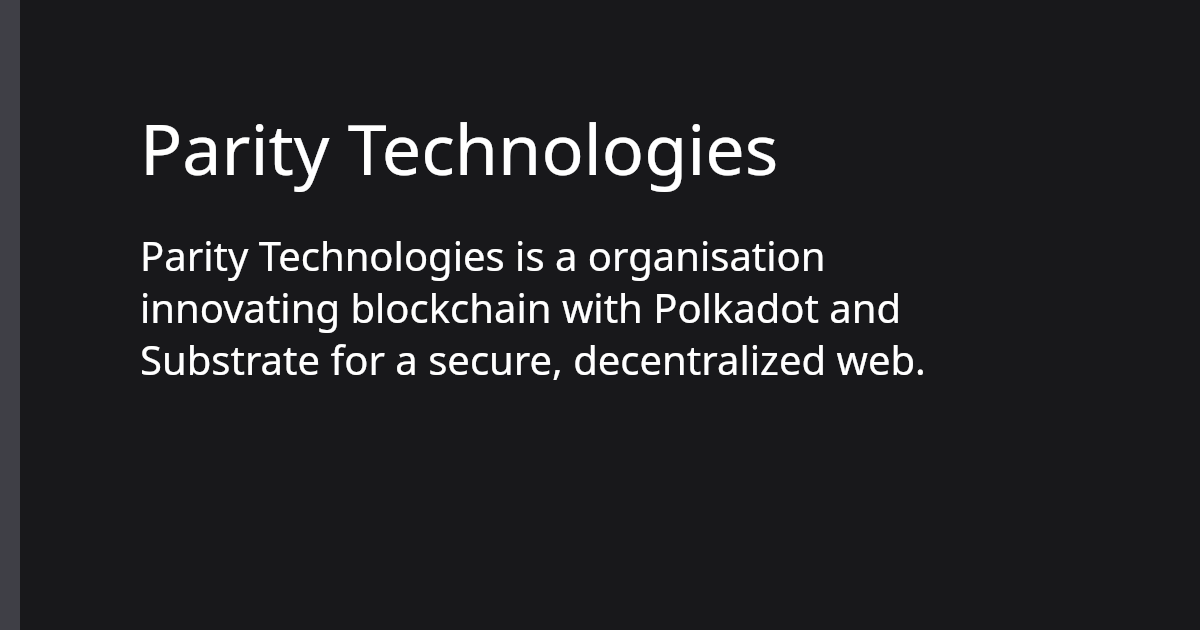 Parity Technologies
Parity Technologies is a organisation
innovating blockchain with Polkadot and
Substrate for a secure, decentralized web.